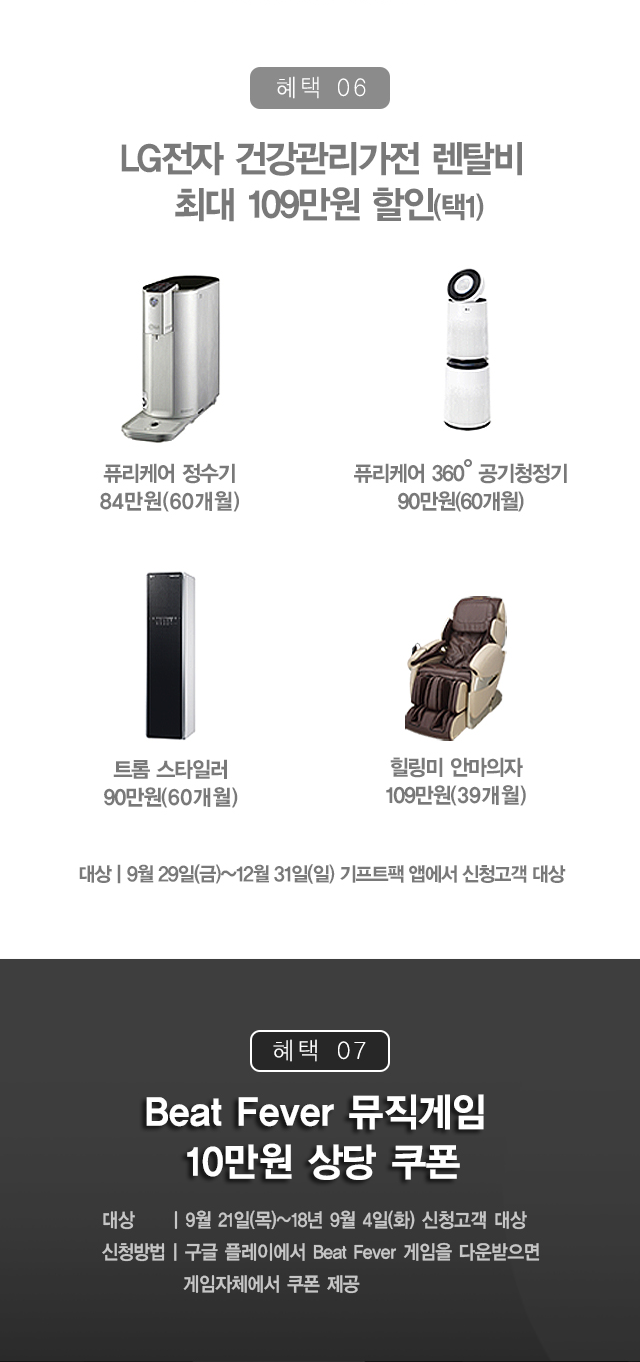 혜택 06
LG전자 건강관리가전 렌탈비
최대 109만원 할인(택1)
퓨리케어 정수기
84만원(60개월)
퓨리케어 360° 공기청정기
90만원(60개월)
트롬 스타일러
90만원(60개월)
힐링미 안마의자
109만원(39개월)
대상 | 9월 29일(금)~12월 31일(일) 기프트팩 앱에서 신청고객 대상
혜택 07
Beat Fever 뮤직게임
10만원 상당 쿠폰
대상 | 9월 21일(목)~18년 9월 4일(화) 신청고객 대상
신청방법 | 구글 플레이에서 Beat Fever 게임을 다운받으면
게임자체에서 쿠폰 제공